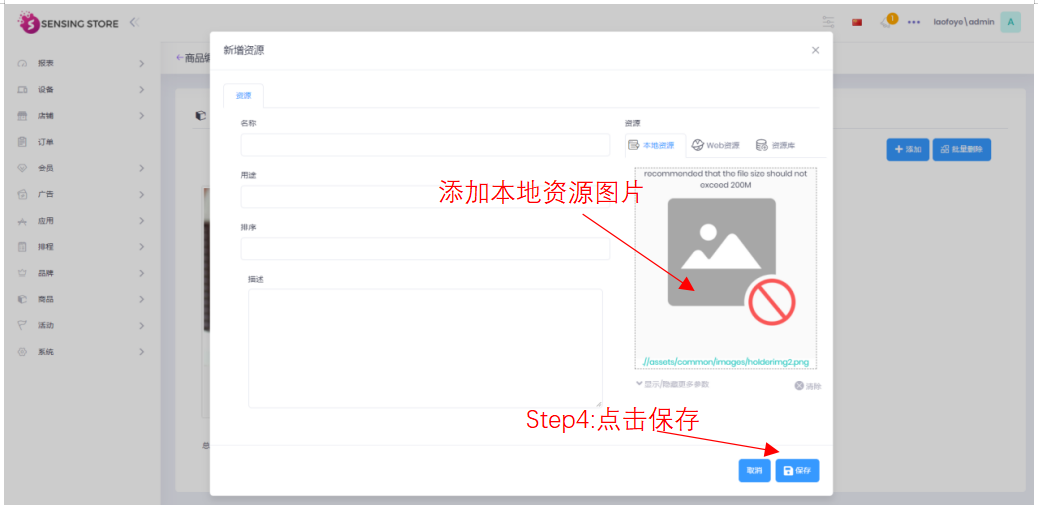 SENSING STORE
1
laofoye\admin
A
报表
设备
店铺
订单
会员
广告
应用
排程
品牌
商品
活动
系统
商品
添加
批量删除
新增资源
资源
名称
用途
排序
描述
资源
本地资源
Web资源
资源库
recommended that the file size should not
exceed 200M
添加本地资源图片
//assets/common/images/holderimg2.png
显示/隐藏更多参数
清除
Step4:点击保存
取消
保存
总